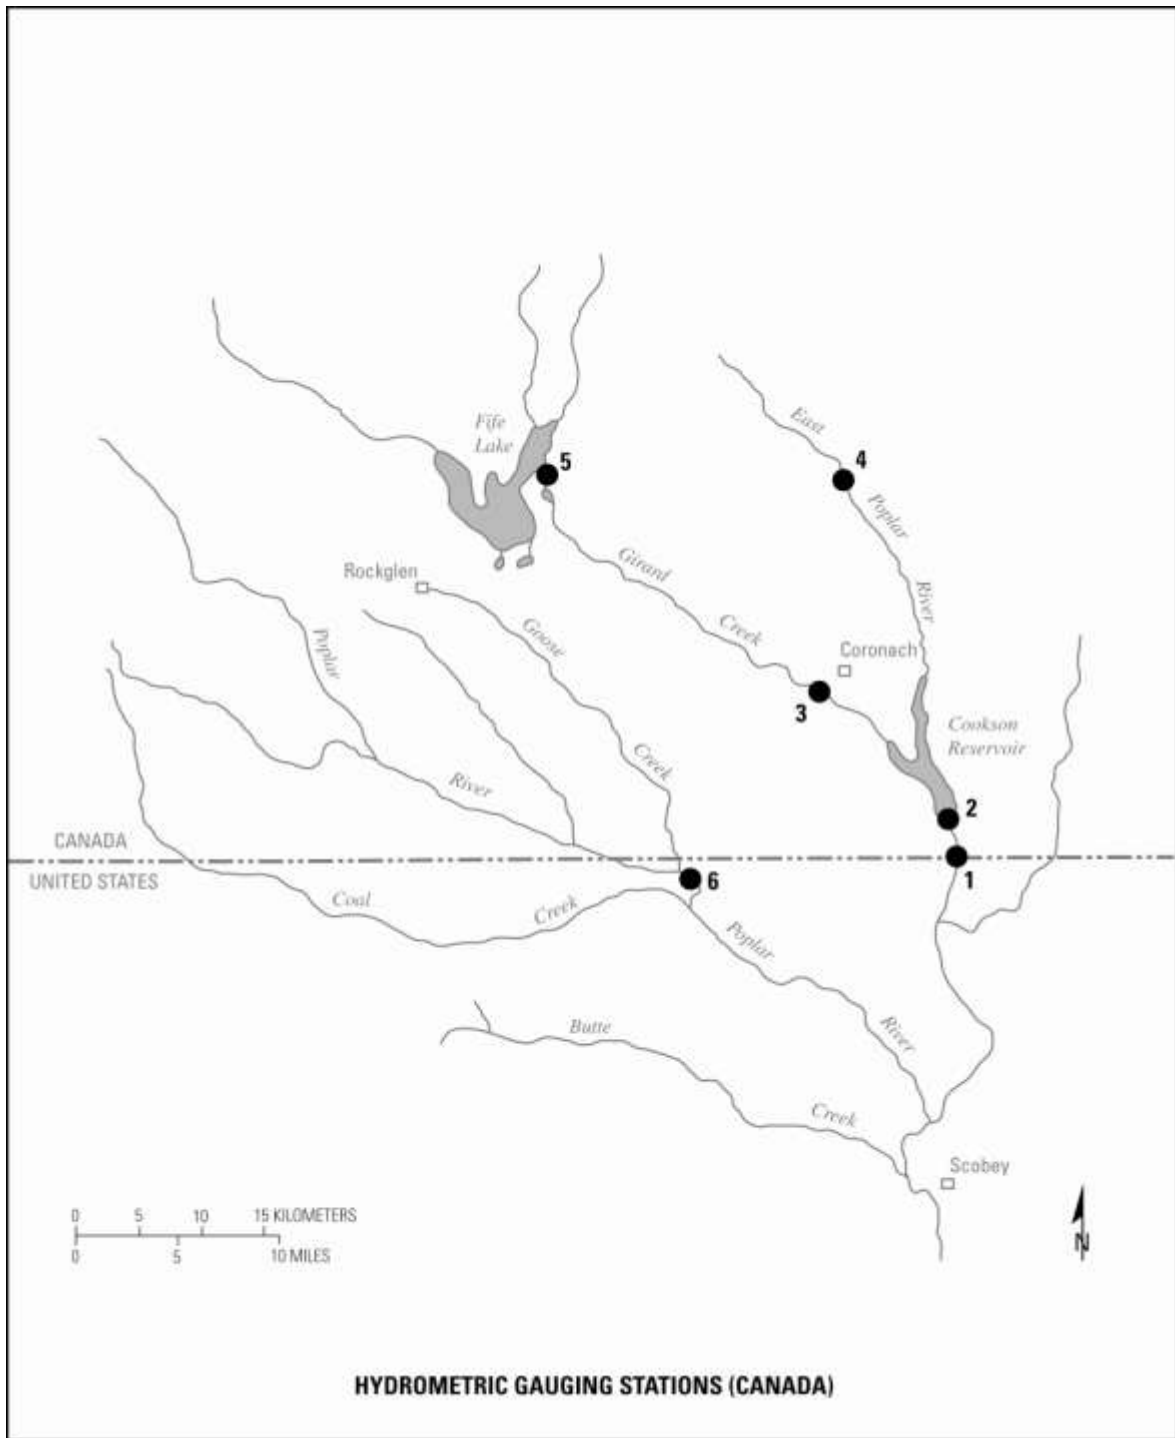 Fife
Lake
5
East
4
Poplar
River
Rockglen
Girard
Creek
Goose
Creek
Poplar
River
Coronach
3
Cookson
Reservoir
2
CANADA
UNITED STATES
1
6
Coal
Creek
Poplar
River
Butte
Creek
Scobey
0 5 10 15 KILOMETERS
0 5 10 MILES
N
HYDROMETRIC GAUGING STATIONS (CANADA)